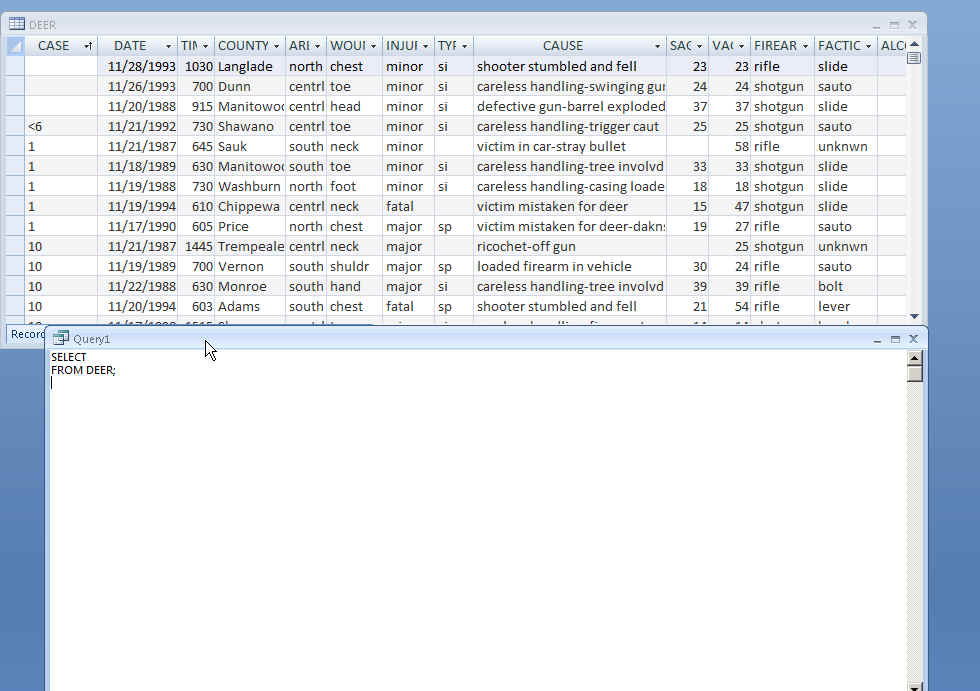 DEER
CASE DATE TIN COUNTY ARI WOUI INJUI TYF CAUSE SAC VAC FIREAR FACTIC ALC
11/28/1993 1030 Langlade north chest minor si shooter stumbled and fell 23 23 rifle slide
11/26/1993 700 Dunn centrl toe minor si careless handling-swinging gur 24 24 shotgun sauto
11/20/1988 915 Manitowoc centrl head minor si defective gun-barrel exploded 37 37 shotgun slide
<6 11/21/1992 730 Shawano centrl toe minor si careless handling-trigger caut 25 25 shotgun sauto
1 11/21/1987 645 Sauk south neck minor victim in car-stray bullet 58 rifle unknwn
1 11/18/1989 630 Manitowoc south toe minor si careless handling-tree involvd 33 33 shotgun slide
1 11/19/1988 730 Washburn north foot minor si careless handling-casing loade 18 18 shotgun slide
1 11/19/1994 610 Chippewa centrl neck fatal victim mistaken for deer 15 47 shotgun slide
1 11/17/1990 605 Price north chest major sp victim mistaken for deer-dakn 19 27 rifle sauto
10 11/21/1987 1445 Trempeale centrl neck major ricochet-off gun 25 shotgun unknwn
10 11/19/1989 700 Vernon south shuldr major sp loaded firearm in vehicle 30 24 rifle sauto
10 11/22/1988 630 Monroe south hand major si careless handling-tree involvd 39 39 rifle bolt
10 11/20/1994 603 Adams south chest fatal sp shooter stumbled and fell 21 54 rifle lever
Record
Query1
SELECT
FROM DEER;